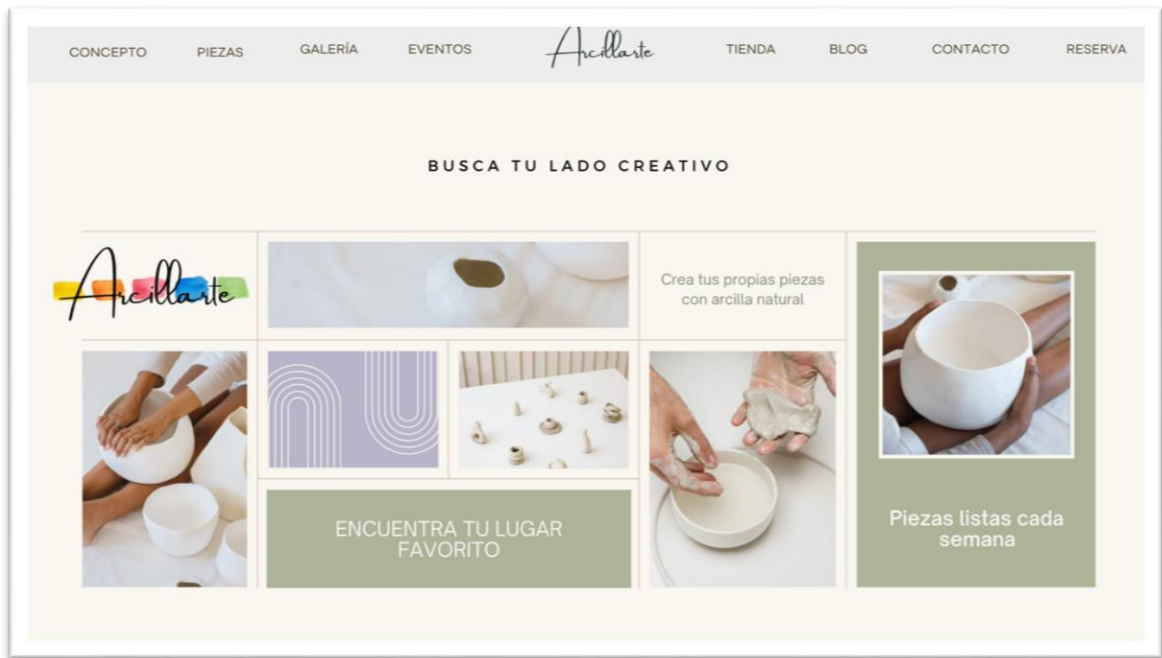 CONCEPTO PIEZAS GALERÍA EVENTOS Arcillarte TIENDA BLOG CONTACTO RESERVA
BUSCA TU LADO CREATIVO
Arcillarte
Crea tus propias piezas
con arcilla natural
ENCUENTRA TU LUGAR
FAVORITO
Piezas listas cada
semana